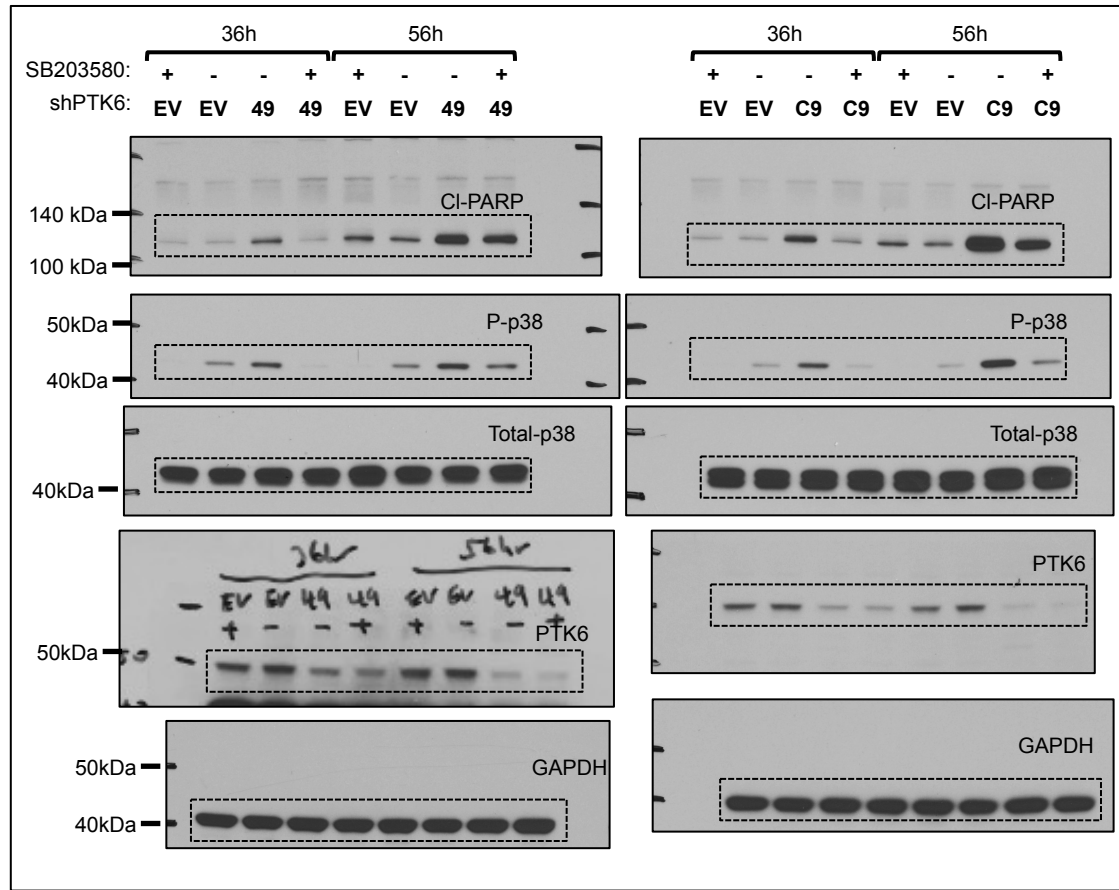 36h 56h 36h 56h
SB203580: + - - + + - - + + - - + + - - +
shPTK6: EV EV 49 49 EV EV 49 49 EV EV C9 C9 EV EV C9 C9
140 kDa Cl-PARP Cl-PARP
100 kDa
50kDa P-p38 P-p38
40kDa
Total-p38 Total-p38
40kDa
36hr 56hr
EV EV 49 49 EV EV 49 49
+ - - + + - - +
PTK6 PTK6
50kDa
50kDa GAPDH GAPDH
40kDa